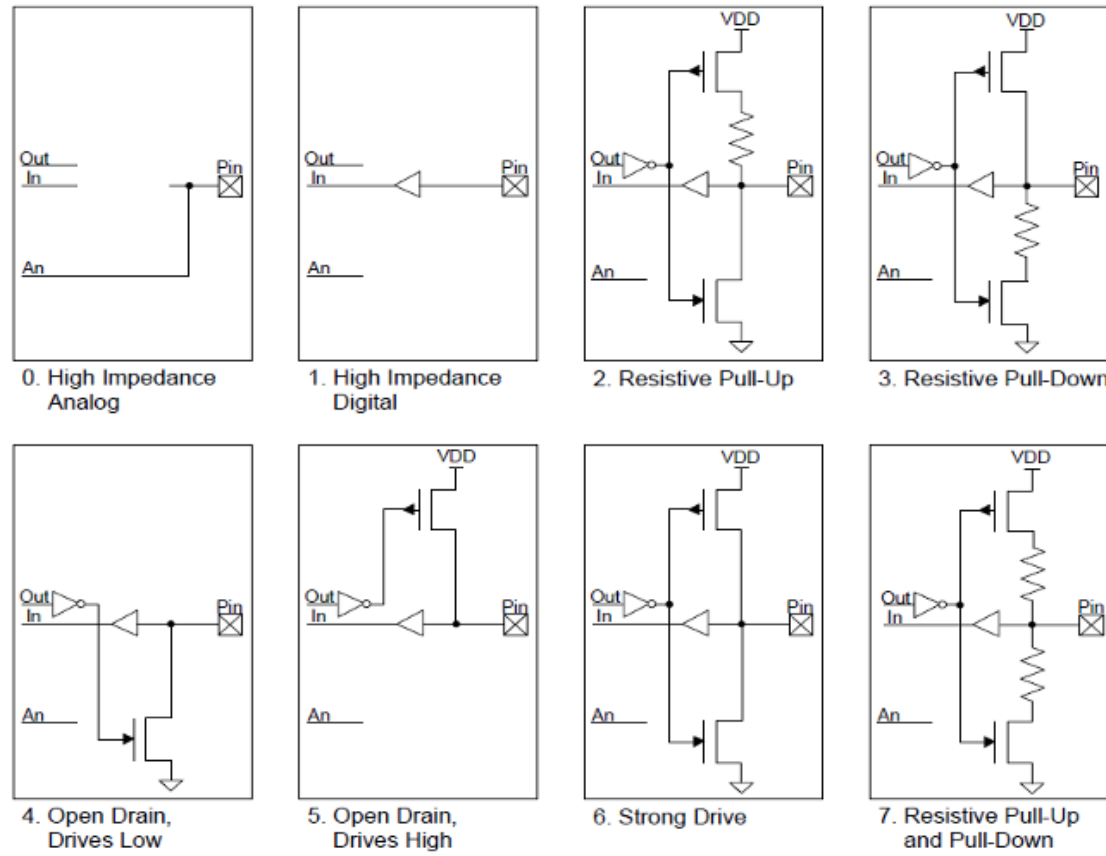 Out
In
An
Pin
0. High Impedance
Analog
Out
In
An
Pin
1. High Impedance
Digital
VDD
Out
In
An
Pin
2. Resistive Pull-Up
VDD
Out
In
An
Pin
3. Resistive Pull-Down
Out
In
An
Pin
4. Open Drain,
Drives Low
VDD
Out
In
An
Pin
5. Open Drain,
Drives High
VDD
Out
In
An
Pin
6. Strong Drive
VDD
Out
In
An
Pin
7. Resistive Pull-Up
and Pull-Down